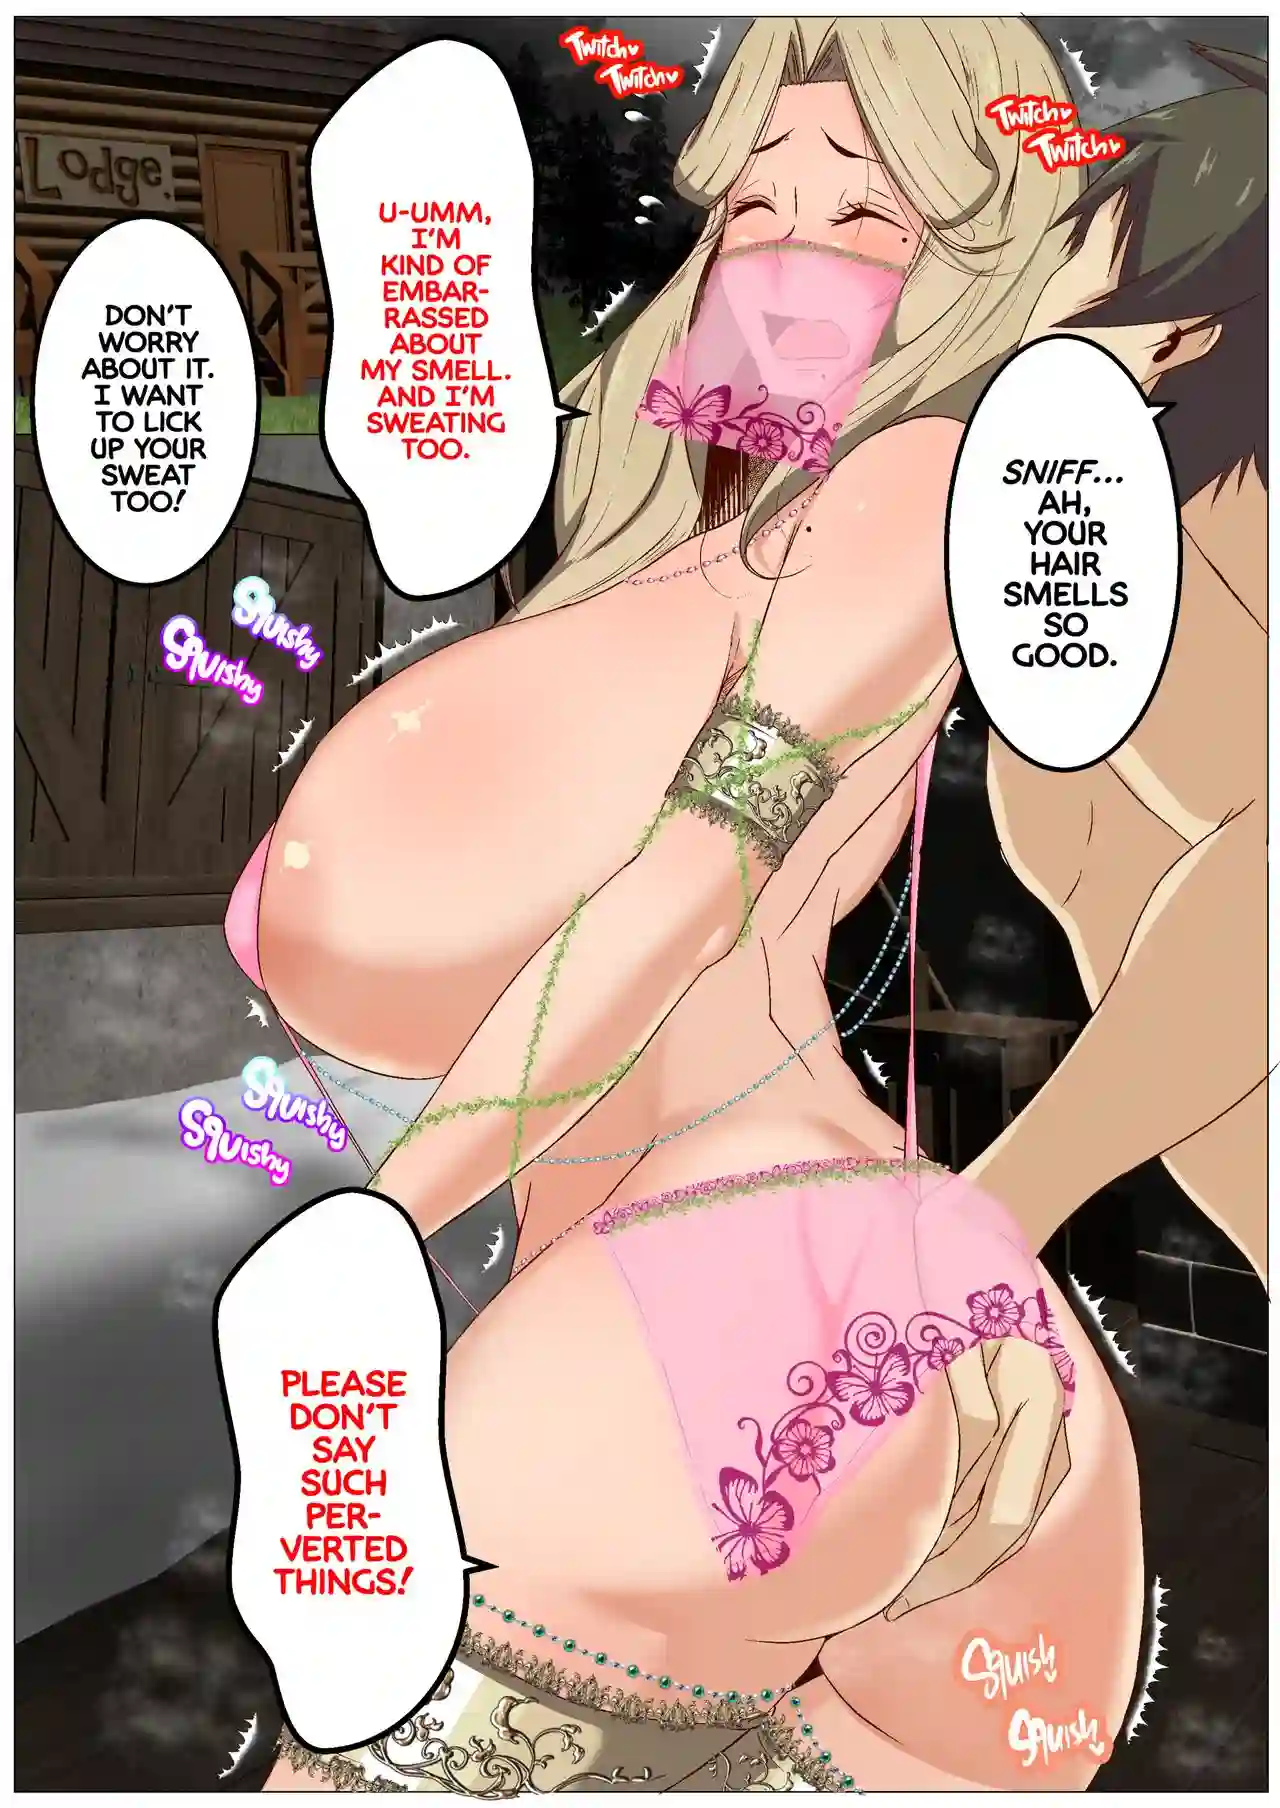 Twitch
Twitch
Twitch
Twitch
Lodge.
SNIFF...
AH,
YOUR
HAIR
SMELLS
SO
GOOD.
U-UMM,
I'M
KIND OF
EMBAR-
RASSED
ABOUT
MY SMELL.
AND I'M
SWEATING
TOO.
DON'T
WORRY
ABOUT IT.
I WANT
TO LICK
UP YOUR
SWEAT
TOO!
Squishy
Squishy
Squishy
Squishy
PLEASE
DON'T
SAY
SUCH
PER-
VERTED
THINGS!
Squish
Squish